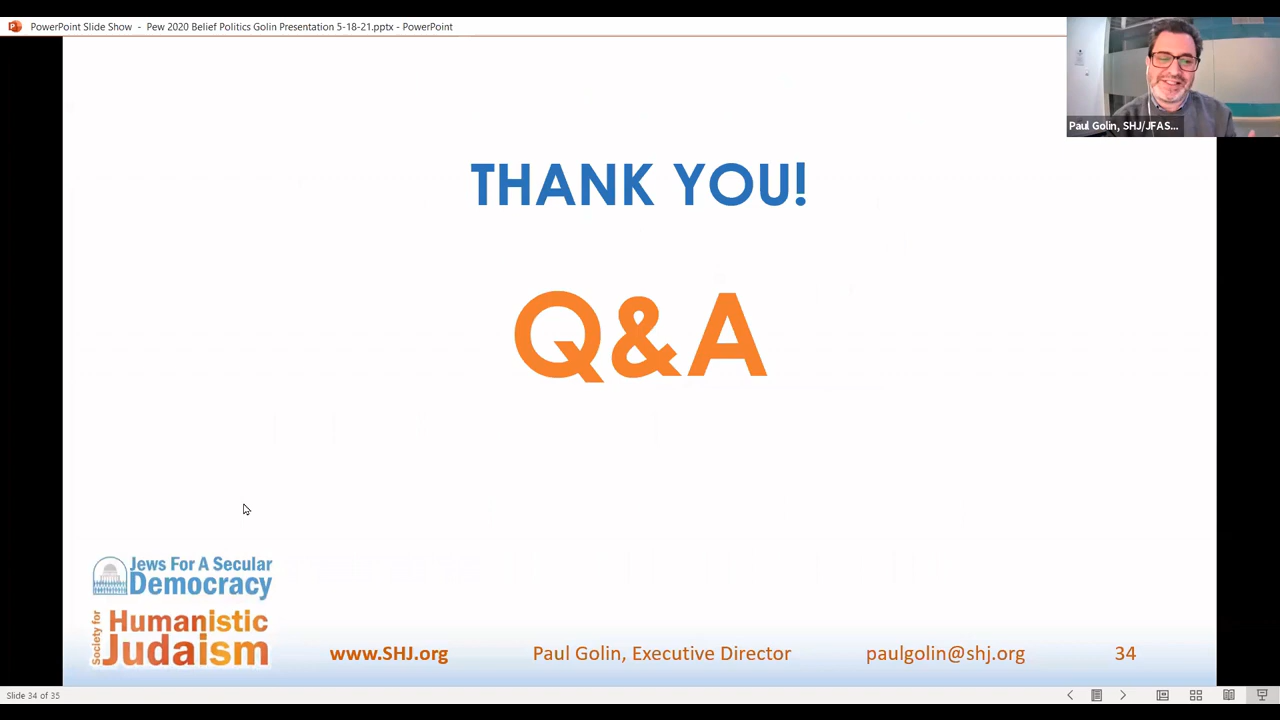 PowerPoint Slide Show - Pew 2020 Belief Politics Golin Presentation 5-18-21.pptx - PowerPoint
Paul Golin, SHJ/JFAS...
THANK YOU!
Q&A
Jews For A Secular
Democracy
Society for
Humanistic
Judaism
www.SHJ.org
Paul Golin, Executive Director
paulgolin@shj.org
34
Slide 34 of 35